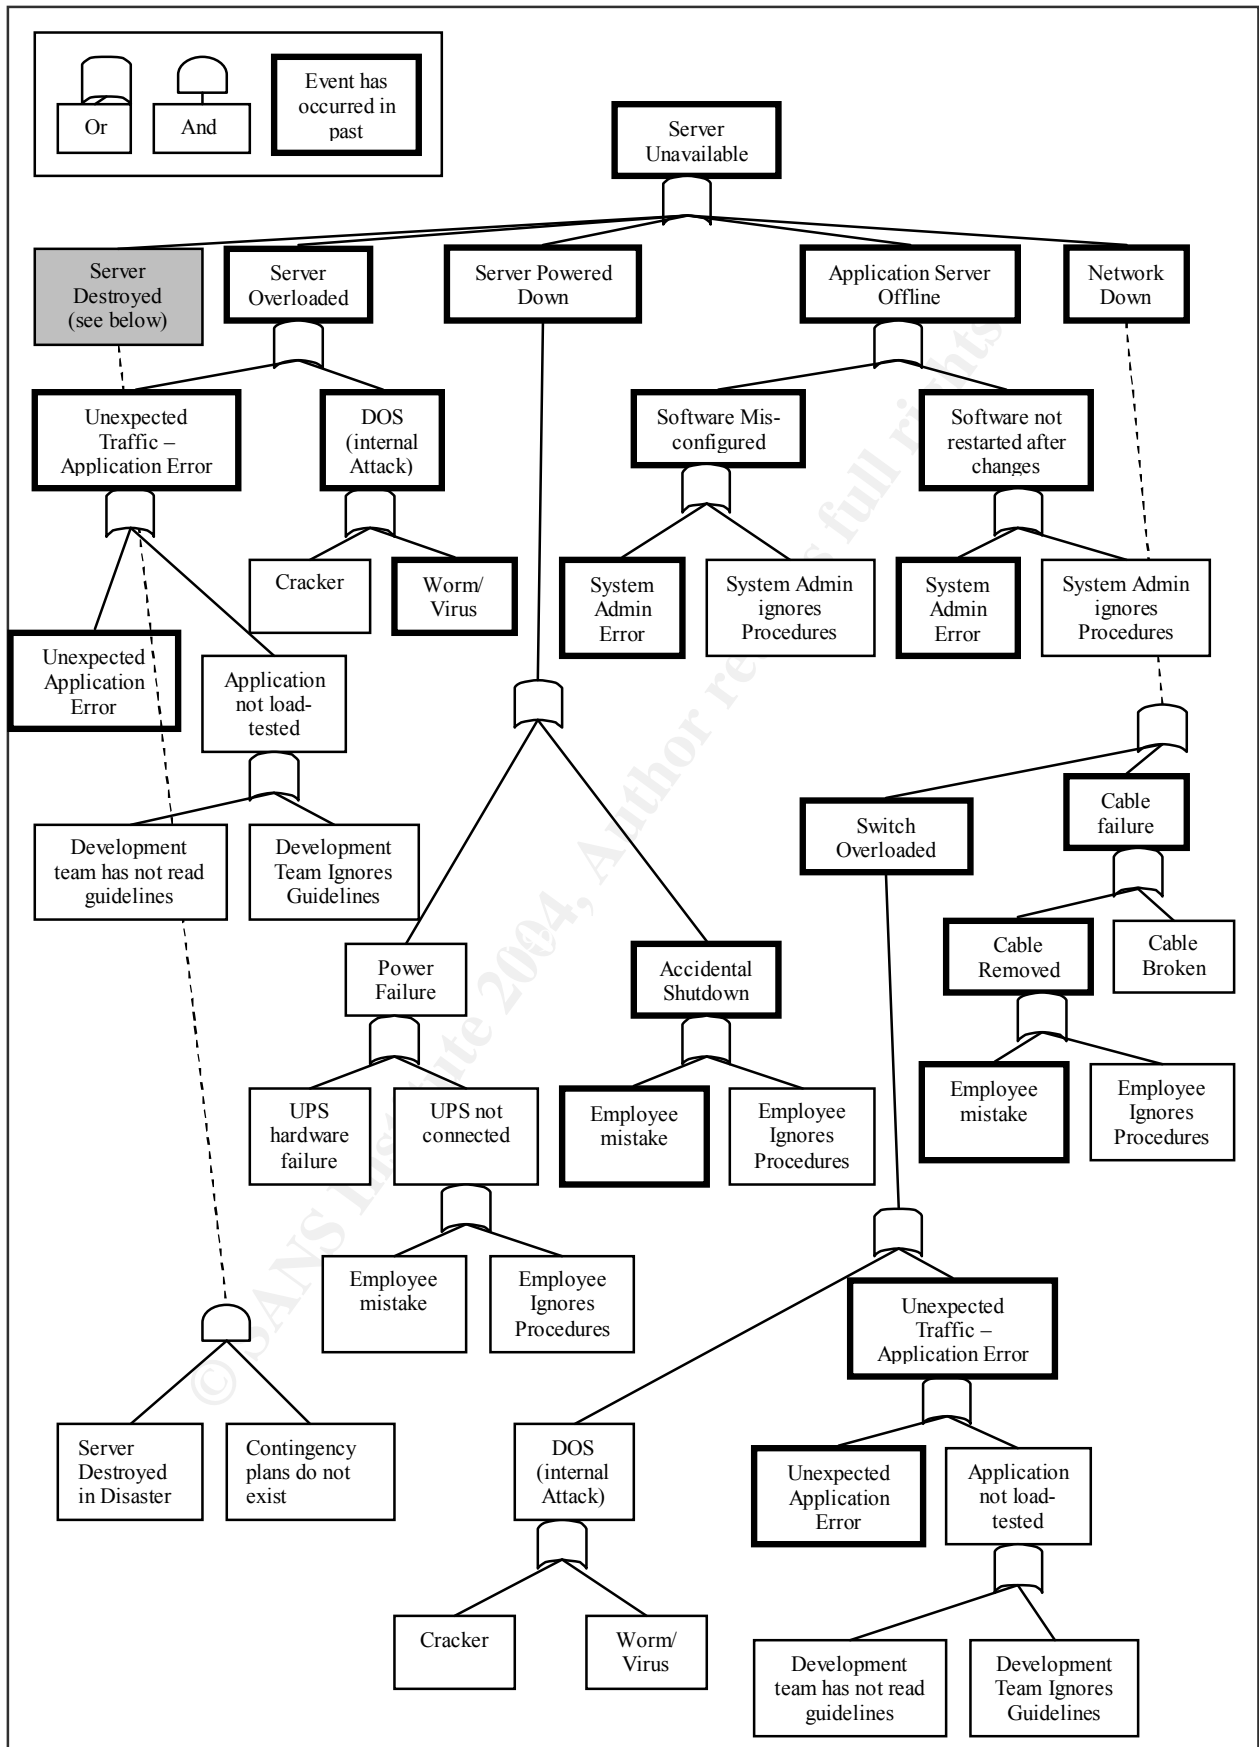 Or
And
Event has
occurred in
past
Server
Unavailable
Server
Destroyed
(see below)
Server
Overloaded
Server Powered
Down
Application Server
Offline
Network
Down
Unexpected
Traffic –
Application Error
DOS
(internal
Attack)
Software Mis-
configured
Software not
restarted after
changes
Cracker
Worm/
Virus
System
Admin
Error
System Admin
ignores
Procedures
System
Admin
Error
System Admin
ignores
Procedures
Unexpected
Application
Error
Application
not load-
tested
Development
team has not read
guidelines
Development
Team Ignores
Guidelines
Switch
Overloaded
Cable
failure
Power
Failure
Accidental
Shutdown
Cable
Removed
Cable
Broken
UPS
hardware
failure
UPS not
connected
Employee
mistake
Employee
Ignores
Procedures
Employee
mistake
Employee
Ignores
Procedures
Employee
mistake
Employee
Ignores
Procedures
Unexpected
Traffic –
Application Error
Server
Destroyed
in Disaster
Contingency
plans do not
exist
DOS
(internal
Attack)
Unexpected
Application
Error
Application
not load-
tested
Cracker
Worm/
Virus
Development
team has not read
guidelines
Development
Team Ignores
Guidelines
© SANS Institute 2004, Author re s full rights